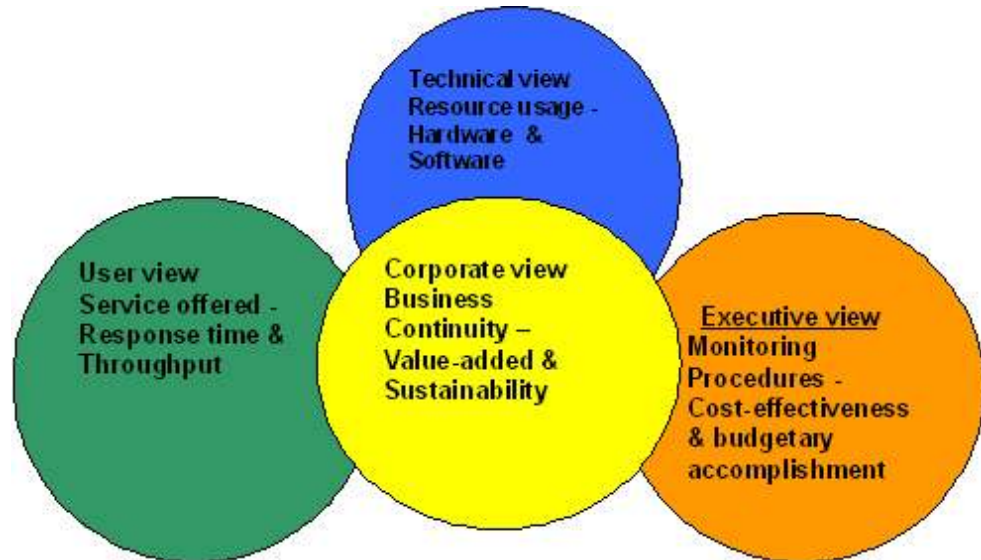 Technical view
Resource usage -
Hardware &
Software
User view
Service offered -
Response time &
Throughput
Corporate view
Business
Continuity –
Value-added &
Sustainability
Executive view
Monitoring
Procedures -
Cost-effectiveness
& budgetary
accomplishment